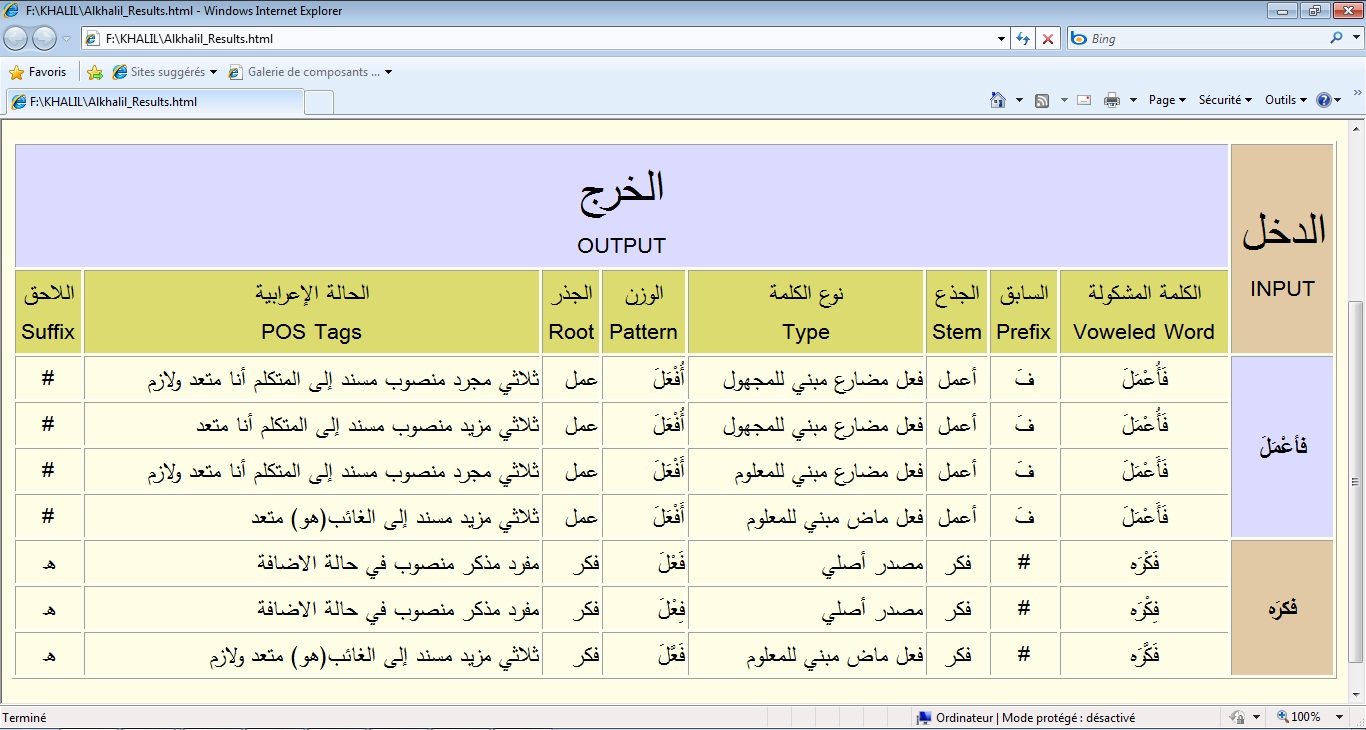 F:\KHALIL\Alkhalil_Results.html - Windows Internet Explorer
F:\KHALIL\Alkhalil_Results.html
Bing
Favoris Sites suggérés Galerie de composants ...
F:\KHALIL\Alkhalil_Results.html
Page Sécurité Outils
الدخل
INPUT
الخرج
OUTPUT
الكلمة المشكولة السابق الجذع نوع الكلمة الوزن الجذر الحالة الإعرابية اللاحق
Voweled Word Prefix Stem Type Pattern Root POS Tags Suffix
فأعْمَلَ
فَأُعْمَلَ فَ أعمل فعل مضارع مبني للمجهول أُفْعَلَ عمل ثلاثي مجرد منصوب مسند إلى المتكلم أنا متعد ولازم #
فَأُعْمَلَ فَ أعمل فعل مضارع مبني للمجهول أُفْعَلَ عمل ثلاثي مزيد منصوب مسند إلى المتكلم أنا متعد #
فَأَعْمَلَ فَ أعمل فعل مضارع مبني للمعلوم أَفْعَلَ عمل ثلاثي مجرد منصوب مسند إلى المتكلم أنا متعد ولازم #
فَأَعْمَلَ فَ أعمل فعل ماض مبني للمعلوم أَفْعَلَ عمل ثلاثي مزيد مسند إلى الغائب(هو) متعد #
فكرَه
فَكْرَه # فكر مصدر أصلي فَعْلَ فكر مفرد مذكر منصوب في حالة الاضافة ه
فِكْرَه # فكر مصدر أصلي فِعْلَ فكر مفرد مذكر منصوب في حالة الاضافة ه
فَكَّرَه # فكر فعل ماض مبني للمعلوم فَعَّلَ فكر ثلاثي مزيد مسند إلى الغائب(هو) متعد ولازم ه
Terminé Ordinateur | Mode protégé : désactivé 100%